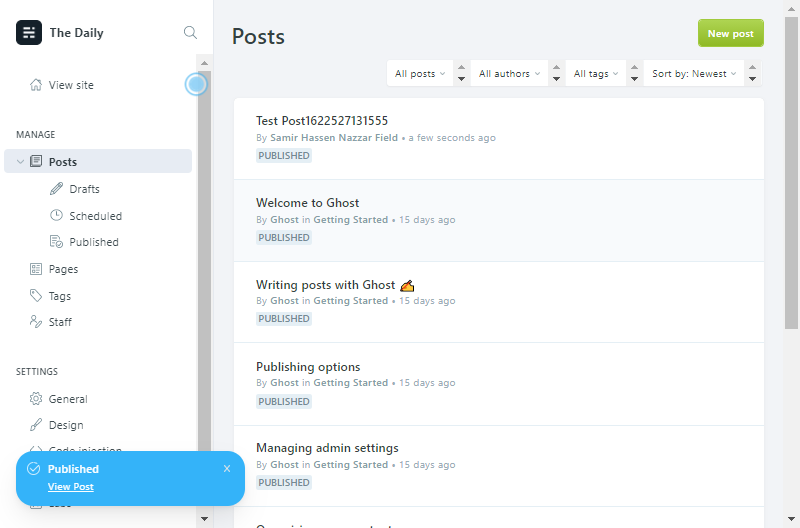 The Daily
View site
MANAGE
Posts
Drafts
Scheduled
Published
Pages
Tags
Staff
SETTINGS
General
Design
Code injection
Published
View Post
Posts
New post
All posts
All authors
All tags
Sort by: Newest
Test Post1622527131555
By Samir Hassen Nazzar Field • a few seconds ago
PUBLISHED
Welcome to Ghost
By Ghost in Getting Started • 15 days ago
PUBLISHED
Writing posts with Ghost ✍
By Ghost in Getting Started • 15 days ago
PUBLISHED
Publishing options
By Ghost in Getting Started • 15 days ago
PUBLISHED
Managing admin settings
By Ghost in Getting Started • 15 days ago
PUBLISHED